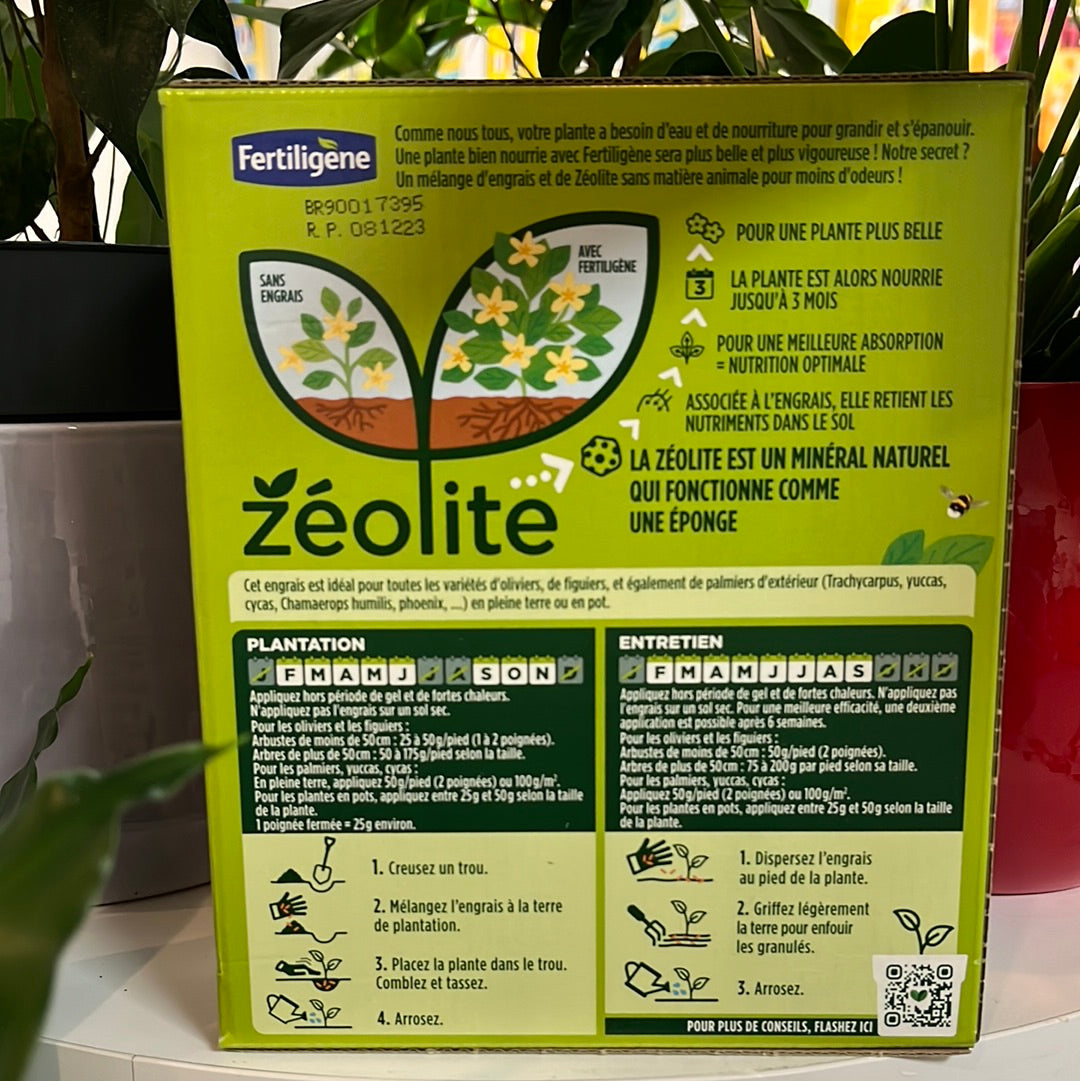 Fertiligène
Comme nous tous, votre plante a besoin d'eau et de nourriture pour grandir et s'épanouir.
Une plante bien nourrie avec Fertiligène sera plus belle et plus vigoureuse ! Notre secret ?
Un mélange d'engrais et de Zéolite sans matière animale pour moins d'odeurs !
BR90017395
R.P. 081223
SANS
ENGRAIS
AVEC
FERTILIGÈNE
POUR UNE PLANTE PLUS BELLE
3
LA PLANTE EST ALORS NOURRIE
JUSQU'À 3 MOIS
POUR UNE MEILLEURE ABSORPTION
= NUTRITION OPTIMALE
ASSOCIÉE À L'ENGRAIS, ELLE RETIENT LES
NUTRIMENTS DANS LE SOL
LA ZÉOLITE EST UN MINÉRAL NATUREL
QUI FONCTIONNE COMME
UNE ÉPONGE
zéolite
Cet engrais est idéal pour toutes les variétés d'oliviers, de figuiers, et également de palmiers d'extérieur (Trachycarpus, yuccas,
cycas, Chamaerops humilis, phoenix, ...) en pleine terre ou en pot.
PLANTATION
J F M A M J J A S O N D
Appliquez hors période de gel et de fortes chaleurs.
N'appliquez pas l'engrais sur un sol sec.
Pour les oliviers et les figuiers :
Arbustes de moins de 50cm : 25 à 50g/pied (1 à 2 poignées).
Arbres de plus de 50cm : 50 à 175g/pied selon la taille.
Pour les palmiers, yuccas, cycas :
En pleine terre, appliquez 50g/pied (2 poignées) ou 100g/m².
Pour les plantes en pots, appliquez entre 25g et 50g selon la taille
de la plante.
1 poignée fermée = 25g environ.
1. Creusez un trou.
2. Mélangez l'engrais à la terre
de plantation.
3. Placez la plante dans le trou.
Comblez et tassez.
4. Arrosez.
ENTRETIEN
J F M A M J J A S O N D
Appliquez hors période de gel et de fortes chaleurs. N'appliquez pas
l'engrais sur un sol sec. Pour une meilleure efficacité, une deuxième
application est possible après 6 semaines.
Pour les oliviers et les figuiers :
Arbustes de moins de 50cm : 50g/pied (2 poignées).
Arbres de plus de 50cm : 75 à 200g par pied selon sa taille.
Pour les palmiers, yuccas, cycas :
Appliquez 50g/pied (2 poignées) ou 100g/m².
Pour les plantes en pots, appliquez entre 25g et 50g selon la taille
de la plante.
1. Dispersez l'engrais
au pied de la plante.
2. Griffez légèrement
la terre pour enfouir
les granulés.
3. Arrosez.
POUR PLUS DE CONSEILS, FLASHEZ ICI